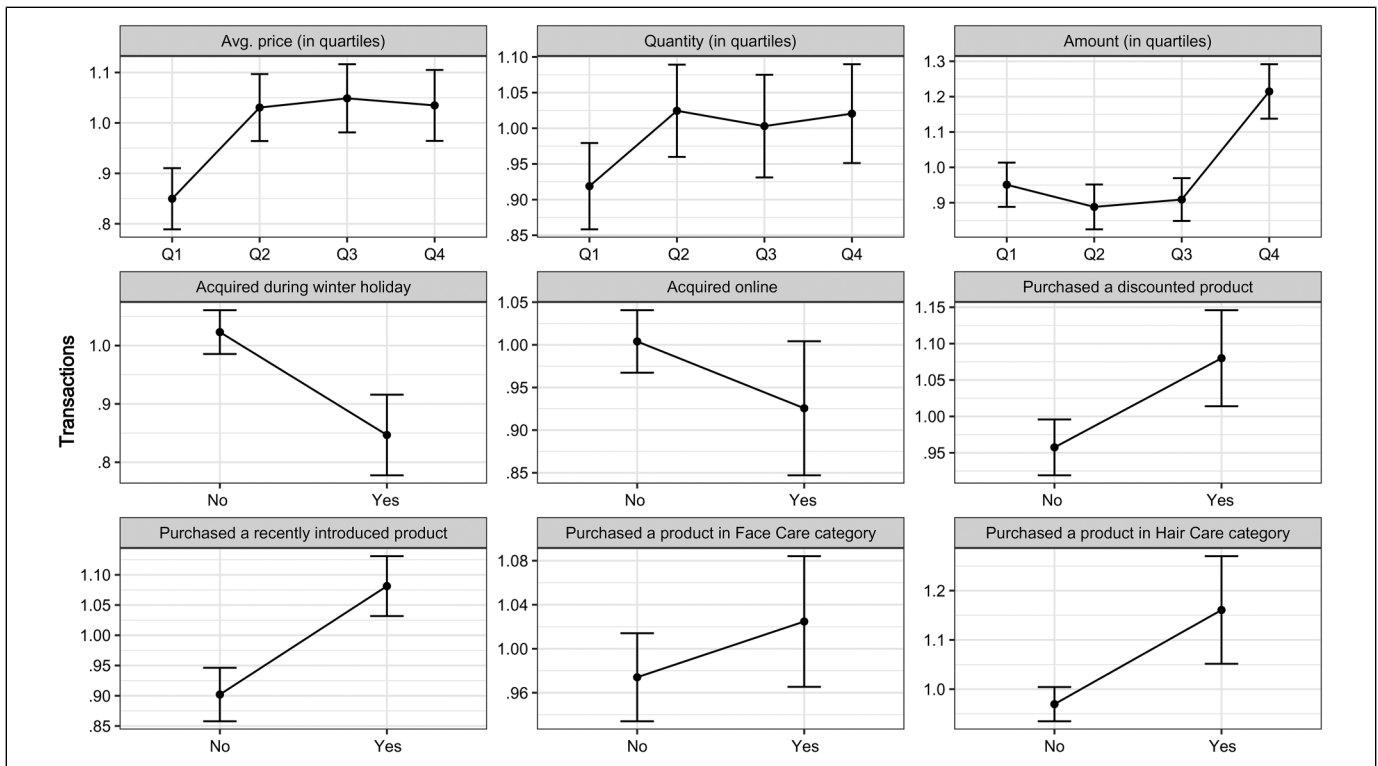 Avg. price (in quartiles)
Quantity (in quartiles)
Amount (in quartiles)
1.1
1.0
.9
.8
Q1 Q2 Q3 Q4
1.10
1.05
1.00
.95
.90
.85
Q1 Q2 Q3 Q4
1.3
1.2
1.1
1.0
.9
Q1 Q2 Q3 Q4
Transactions
Acquired during winter holiday
Acquired online
Purchased a discounted product
1.0
.9
.8
No Yes
1.05
1.00
.95
.90
.85
No Yes
1.15
1.10
1.05
1.00
.95
No Yes
Purchased a recently introduced product
Purchased a product in Face Care category
Purchased a product in Hair Care category
1.10
1.05
1.00
.95
.90
.85
No Yes
1.08
1.04
1.00
.96
No Yes
1.2
1.1
1.0
No Yes